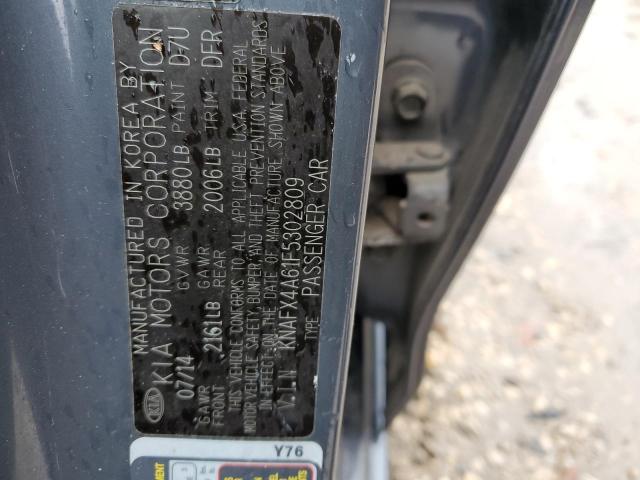 MANUFACTURED IN KOREA BY
KIA KIA MOTORS CORPORATION
07/14 GVWR 3880LB PAINT D7U
GAWR FRONT 2161LB GAWR REAR 2006LB TRIM DFR
THIS VEHICLE CONFORMS TO ALL APPLICABLE U.S.A. FEDERAL
MOTOR VEHICLE SAFETY, BUMPER AND THEFT PREVENTION STANDARDS
IN EFFECT ON THE DATE OF MANUFACTURE SHOWN ABOVE
V.I.N KNAFX4A61F5302809
TYPE: PASSENGER CAR
Y76